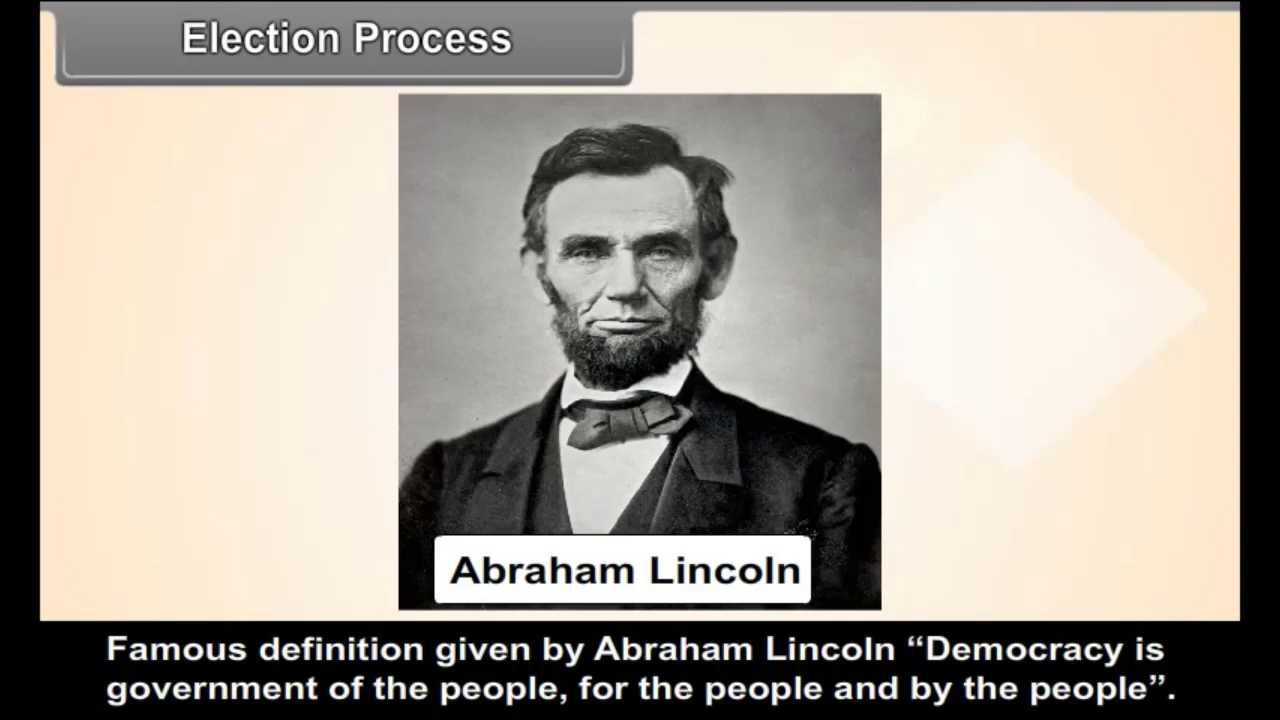 Election Process
Abraham Lincoln
Famous definition given by Abraham Lincoln “Democracy is
government of the people, for the people and by the people”.